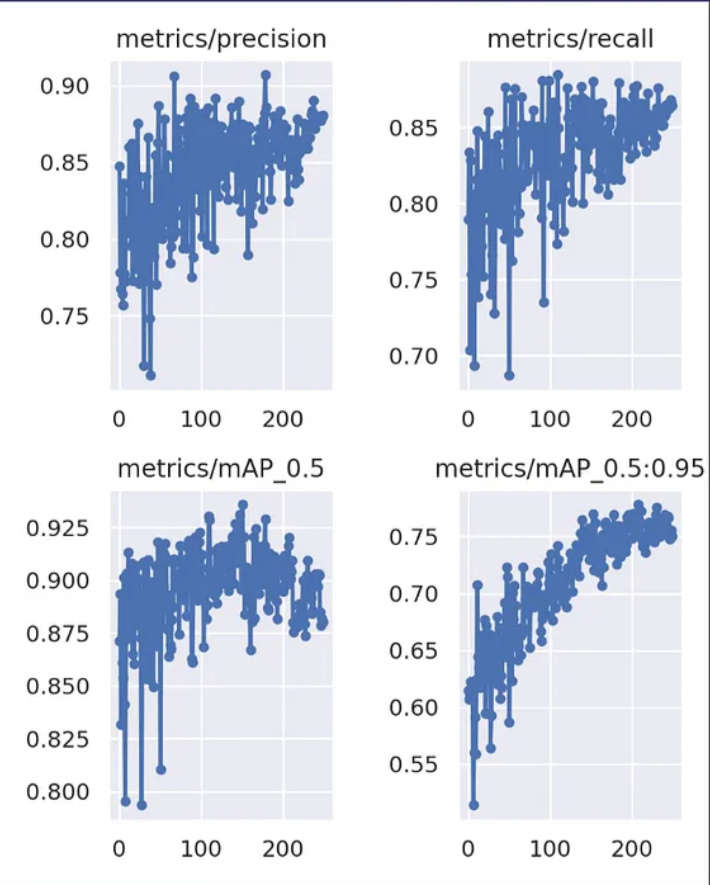 metrics/precision
0.90
0.85
0.80
0.75
0 100 200
metrics/recall
0.85
0.80
0.75
0.70
0 100 200
metrics/mAP_0.5
0.925
0.900
0.875
0.850
0.825
0.800
0 100 200
metrics/mAP_0.5:0.95
0.75
0.70
0.65
0.60
0.55
0 100 200